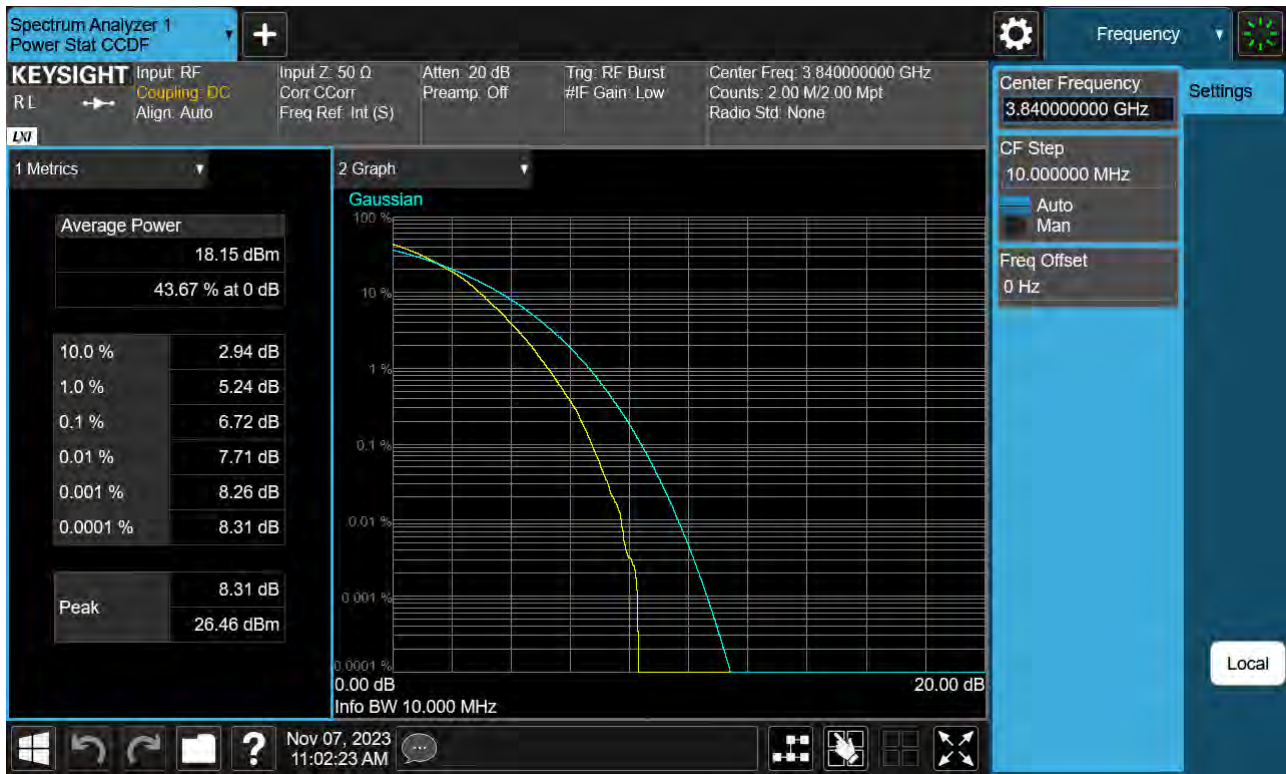 Spectrum Analyzer 1
Power Stat CCDF
+
Frequency
KEYSIGHT
RL
LXI
Input: RF
Coupling: DC
Align: Auto
Input Z: 50 Ω
Corr CCorr
Freq Ref: Int (S)
Atten: 20 dB
Preamp: Off
Trig: RF Burst
#IF Gain: Low
Center Freq: 3.840000000 GHz
Counts: 2.00 M/2.00 Mpt
Radio Std: None
Center Frequency
3.840000000 GHz
Settings
CF Step
10.000000 MHz
Auto
Man
Freq Offset
0 Hz
1 Metrics
Average Power
18.15 dBm
43.67 % at 0 dB
10.0 % 2.94 dB
1.0 % 5.24 dB
0.1 % 6.72 dB
0.01 % 7.71 dB
0.001 % 8.26 dB
0.0001 % 8.31 dB
Peak
8.31 dB
26.46 dBm
2 Graph
Gaussian
100 %
10 %
1 %
0.1 %
0.01 %
0.001 %
0.0001 %
0.00 dB 20.00 dB
Info BW 10.000 MHz
Local
?
Nov 07, 2023
11:02:23 AM